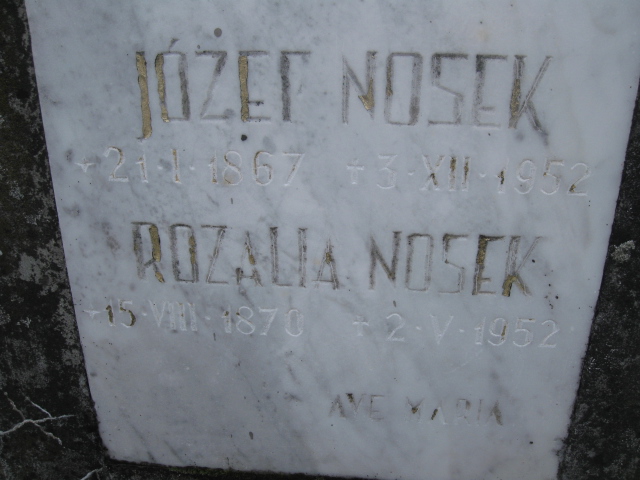 JÓZEF NOSEK
* 21·I·1867 + 3·XII·1952
ROZALIA NOSEK
* 15·VIII·1870 + 2·V·1952
AVE MARIA